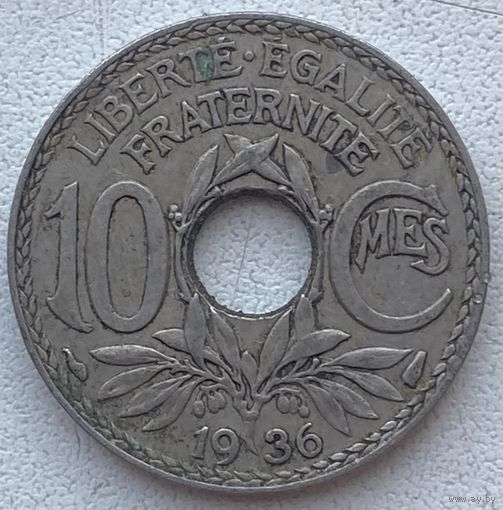 LIBERTÉ · ÉGALITÉ
FRATERNITÉ
10 CMES
1936
www.ay.by